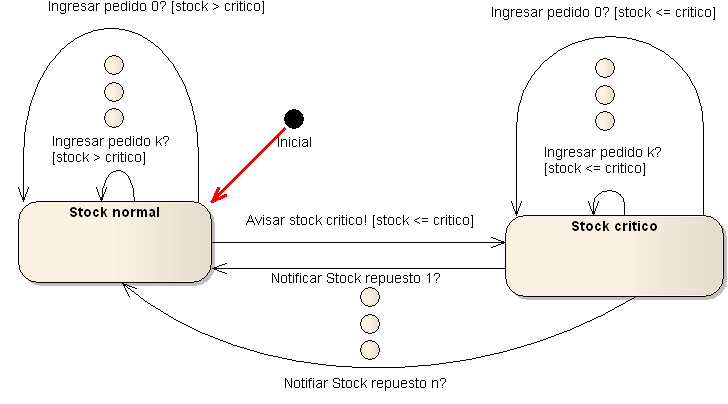 Ingresar pedido 0? [stock > critico]
Ingresar pedido 0? [stock <= critico]
Ingresar pedido k?
[stock > critico]
Inicial
Ingresar pedido k?
[stock <= critico]
Stock normal
Avisar stock critico! [stock <= critico]
Stock critico
Notificar Stock repuesto 1?
Notifiar Stock repuesto n?